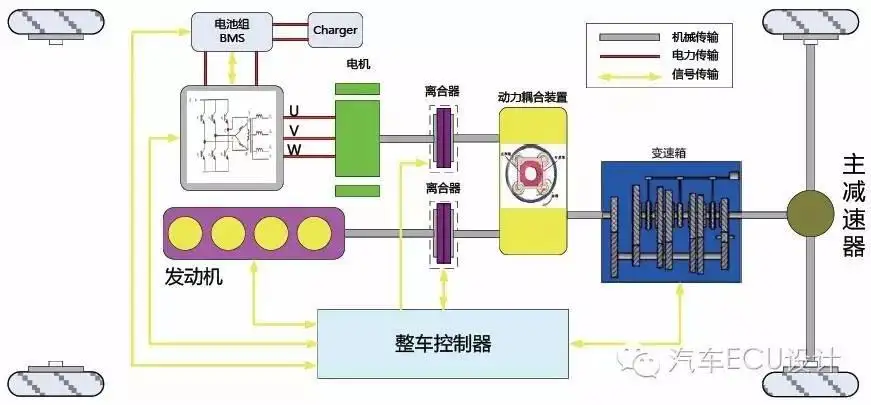 电池组
BMS
Charger
机械传输
电力传输
信号传输
电机
离合器
动力耦合装置
U
V
W
变速箱
主减速器
离合器
发动机
整车控制器
汽车ECU设计